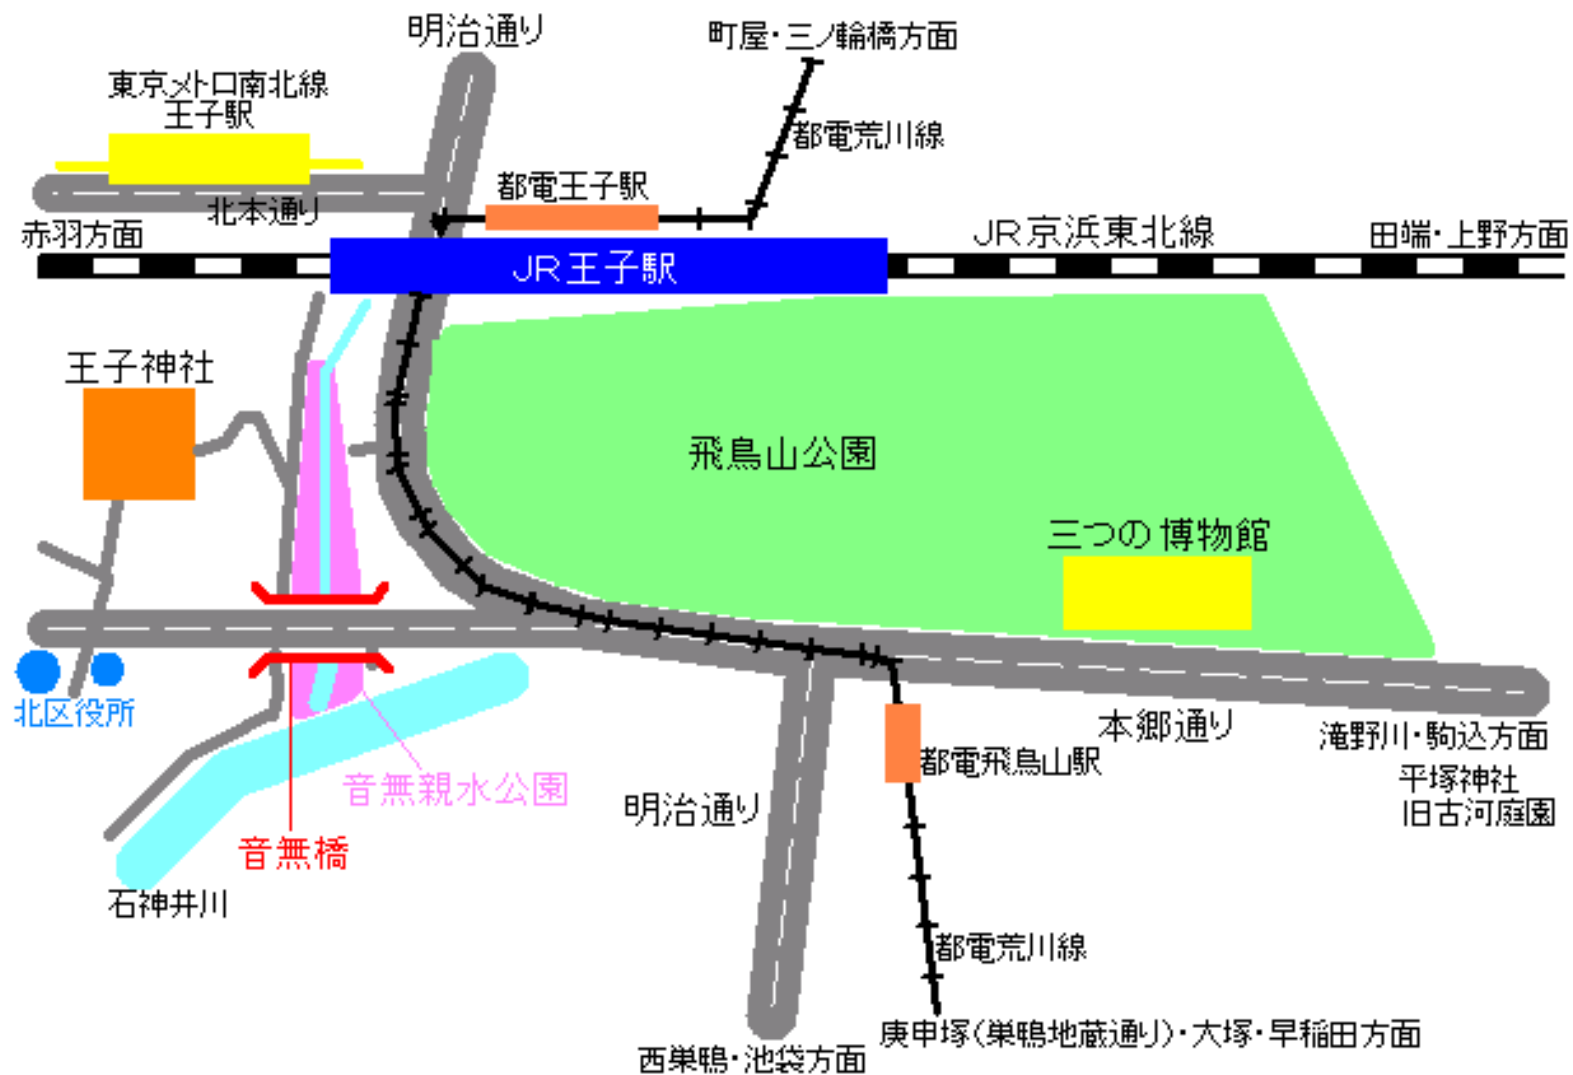 明治通り
町屋・三ノ輪橋方面
東京メトロ南北線
王子駅
都電荒川線
都電王子駅
北本通り
赤羽方面
JR京浜東北線
田端・上野方面
JR王子駅
王子神社
飛鳥山公園
三つの博物館
北区役所
本郷通り
滝野川・駒込方面
都電飛鳥山駅
平塚神社
旧古河庭園
音無親水公園
明治通り
音無橋
石神井川
都電荒川線
庚申塚(巣鴨地蔵通り)・大塚・早稲田方面
西巣鴨・池袋方面